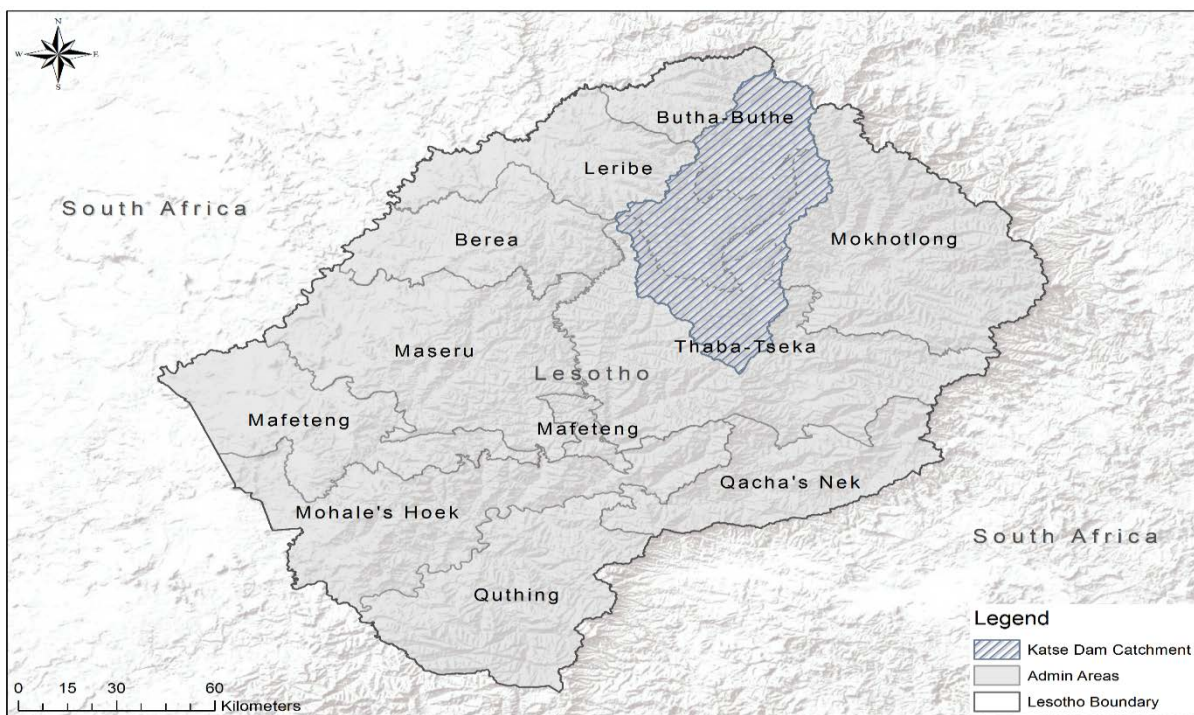 N
W E
S
Butha-Buthe
Leribe
South Africa
Berea
Mokhotlong
Maseru
Thaba-Tseka
Lesotho
Mafeteng
Mafeteng
Qacha's Nek
Mohale's Hoek
South Africa
Quthing
Legend
Katse Dam Catchment
Admin Areas
Lesotho Boundary
0 15 30 60
Kilometers